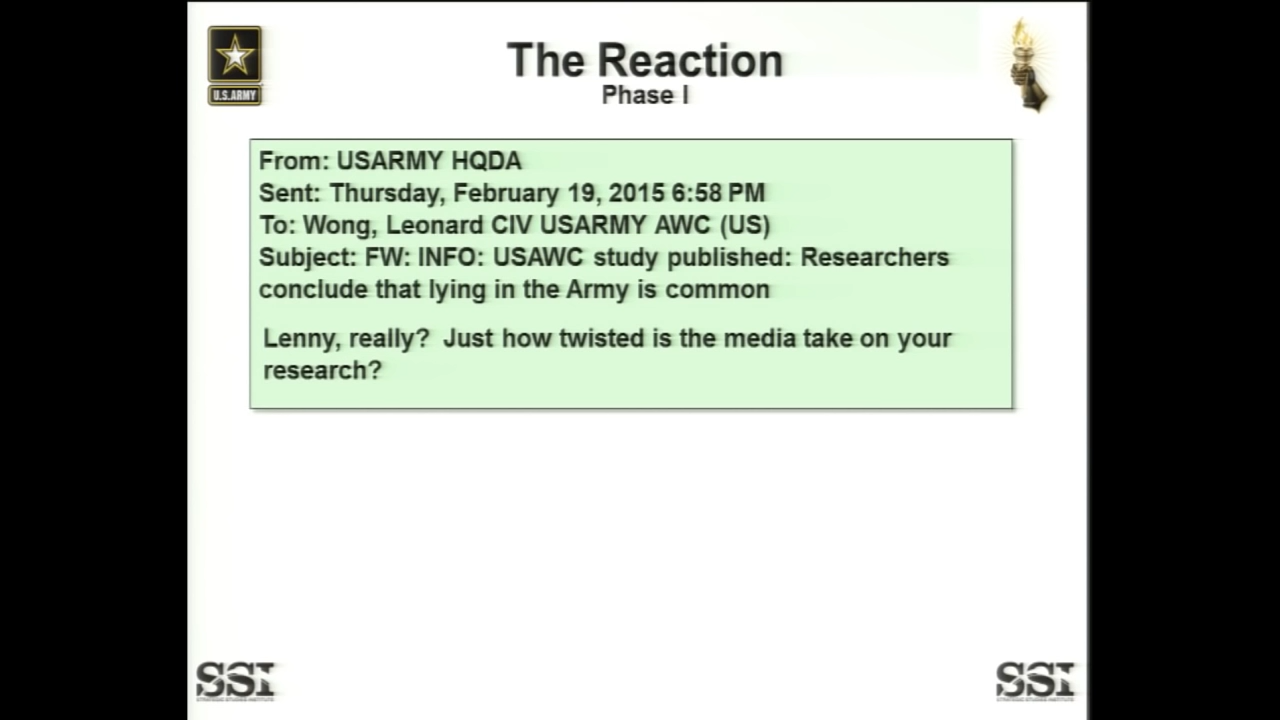 The Reaction
Phase I
U.S.ARMY
From: USARMY HQDA
Sent: Thursday, February 19, 2015 6:58 PM
To: Wong, Leonard CIV USARMY AWC (US)
Subject: FW: INFO: USAWC study published: Researchers
conclude that lying in the Army is common
Lenny, really? Just how twisted is the media take on your
research?
SSI
SSI